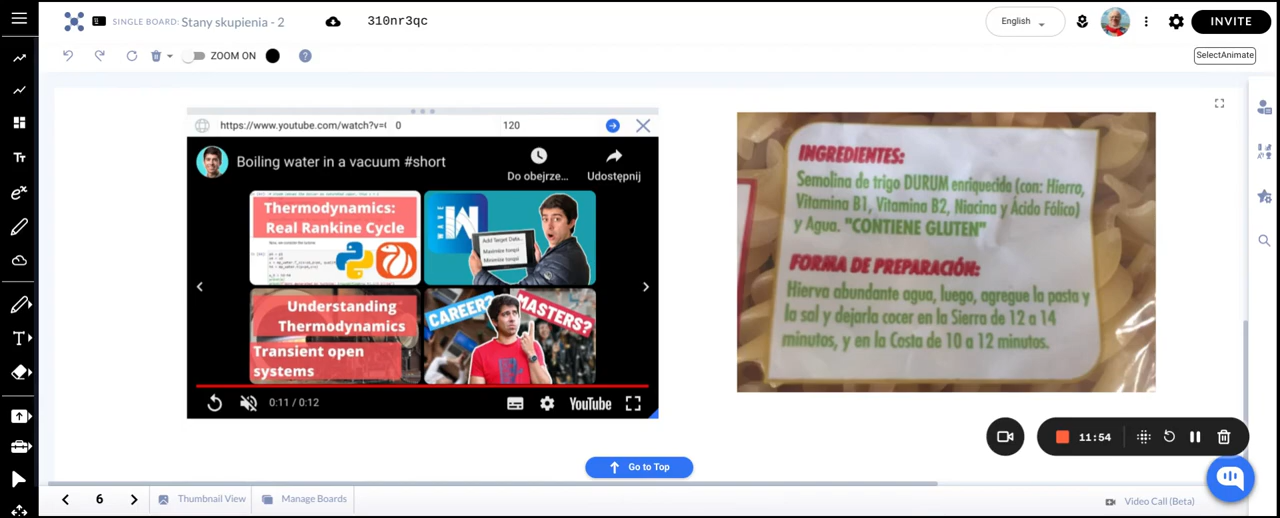 SINGLE BOARD: Stany skupienia - 2
310nr3qc
English
INVITE
ZOOM ON
SelectAnimate
https://www.youtube.com/watch?v=( 0 120
Boiling water in a vacuum #short
Do obejrze...
Udostępnij
Thermodynamics:
Real Rankine Cycle
Add Target Data...
Understanding
Thermodynamics
Transient open
systems
CAREER?
MASTERS?
0:11 / 0:12
YouTube
INGREDIENTES:
Semolina de trigo DURUM enriquecida (con: Hierro,
Vitamina B1, Vitamina B2, Niacina y Ácido Fólico)
y Agua. "CONTIENE GLUTEN"
FORMA DE PREPARACIÓN:
Hierva abundante agua, luego, agregue la pasta y
la sal y dejarla cocer en la Sierra de 12 a 14
minutos, y en la Costa de 10 a 12 minutos.
11:54
Go to Top
6
Thumbnail View
Manage Boards
Video Call (Beta)